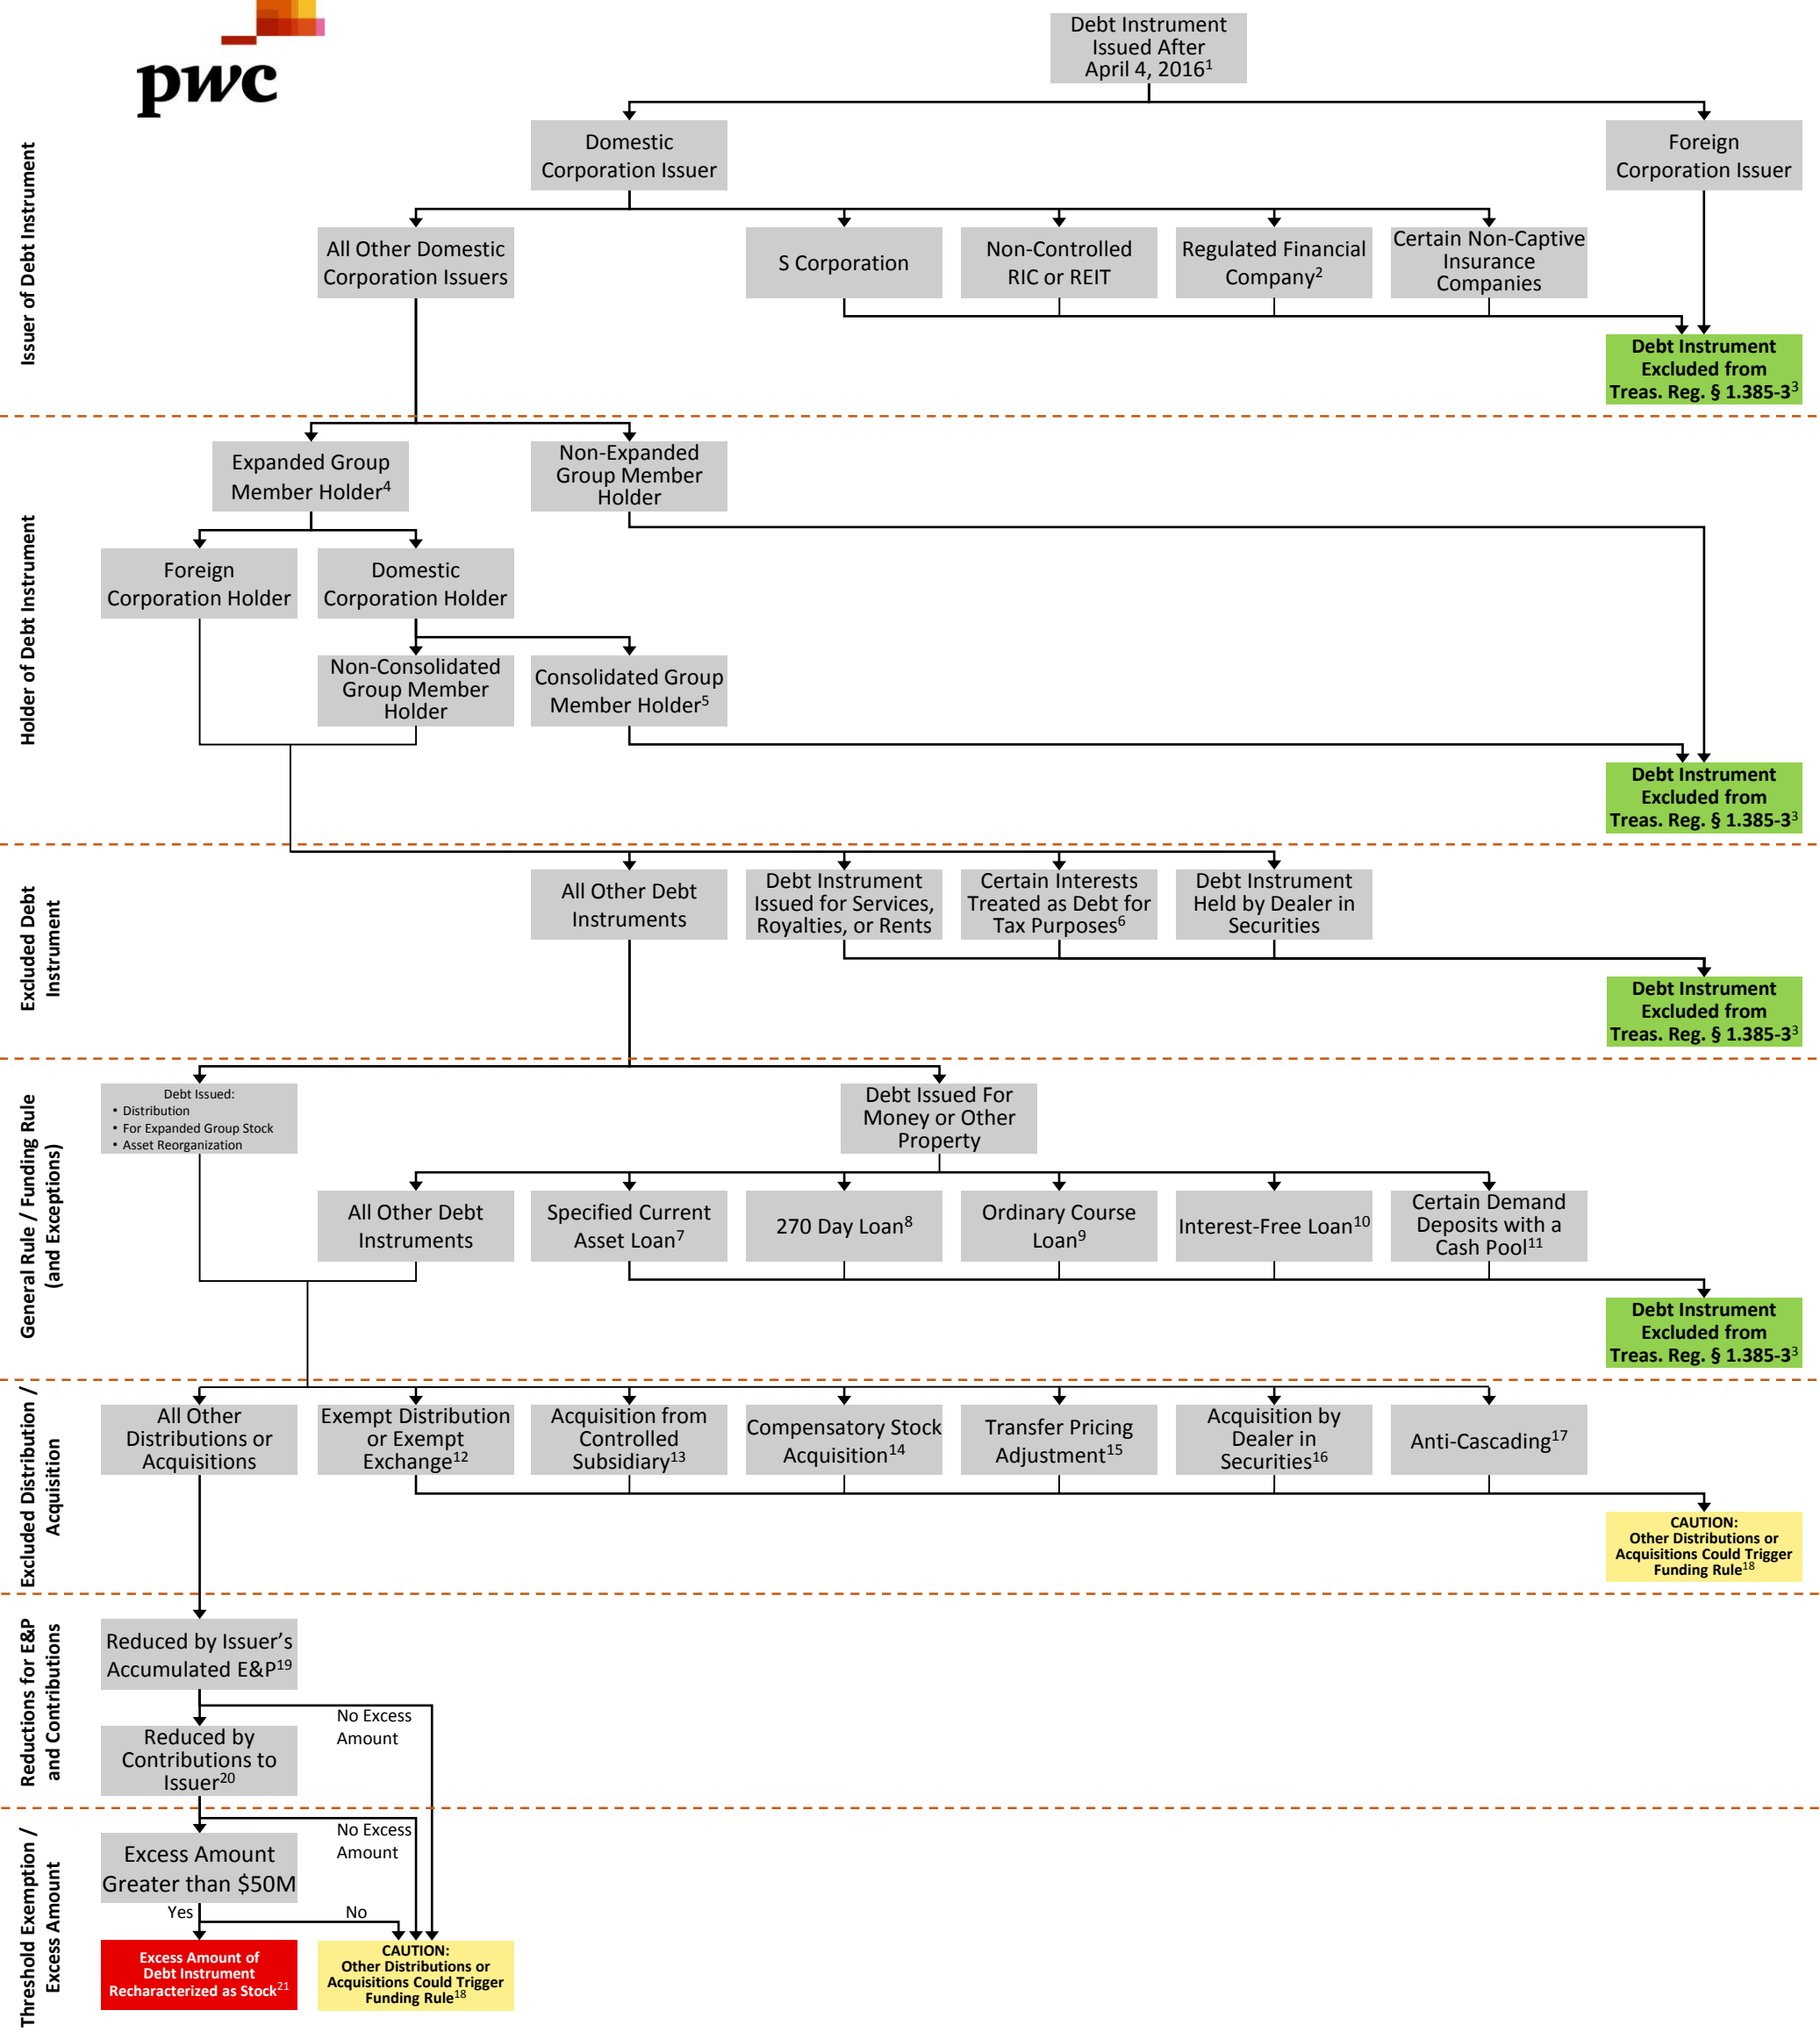 pwc
Debt Instrument
Issued After
April 4, 2016¹
Issuer of Debt Instrument
Domestic
Corporation Issuer
Foreign
Corporation Issuer
All Other Domestic
Corporation Issuers
S Corporation
Non-Controlled
RIC or REIT
Regulated Financial
Company²
Certain Non-Captive
Insurance
Companies
Debt Instrument
Excluded from
Treas. Reg. § 1.385-3³
Holder of Debt Instrument
Expanded Group
Member Holder⁴
Non-Expanded
Group Member
Holder
Foreign
Corporation Holder
Domestic
Corporation Holder
Non-Consolidated
Group Member
Holder
Consolidated Group
Member Holder⁵
Debt Instrument
Excluded from
Treas. Reg. § 1.385-3³
Excluded Debt
Instrument
All Other Debt
Instruments
Debt Instrument
Issued for Services,
Royalties, or Rents
Certain Interests
Treated as Debt for
Tax Purposes⁶
Debt Instrument
Held by Dealer in
Securities
Debt Instrument
Excluded from
Treas. Reg. § 1.385-3³
General Rule / Funding Rule
(and Exceptions)
Debt Issued:
• Distribution
• For Expanded Group Stock
• Asset Reorganization
Debt Issued For
Money or Other
Property
All Other Debt
Instruments
Specified Current
Asset Loan⁷
270 Day Loan⁸
Ordinary Course
Loan⁹
Interest-Free Loan¹⁰
Certain Demand
Deposits with a
Cash Pool¹¹
Debt Instrument
Excluded from
Treas. Reg. § 1.385-3³
Excluded Distribution /
Acquisition
All Other
Distributions or
Acquisitions
Exempt Distribution
or Exempt
Exchange¹²
Acquisition from
Controlled
Subsidiary¹³
Compensatory Stock
Acquisition¹⁴
Transfer Pricing
Adjustment¹⁵
Acquisition by
Dealer in
Securities¹⁶
Anti-Cascading¹⁷
CAUTION:
Other Distributions or
Acquisitions Could Trigger
Funding Rule¹⁸
Reductions for E&P
and Contributions
Reduced by Issuer’s
Accumulated E&P¹⁹
No Excess
Amount
Reduced by
Contributions to
Issuer²⁰
Threshold Exemption /
Excess Amount
No Excess
Amount
Excess Amount
Greater than $50M
Yes
No
Excess Amount of
Debt Instrument
Recharacterized as Stock²¹
CAUTION:
Other Distributions or
Acquisitions Could Trigger
Funding Rule¹⁸